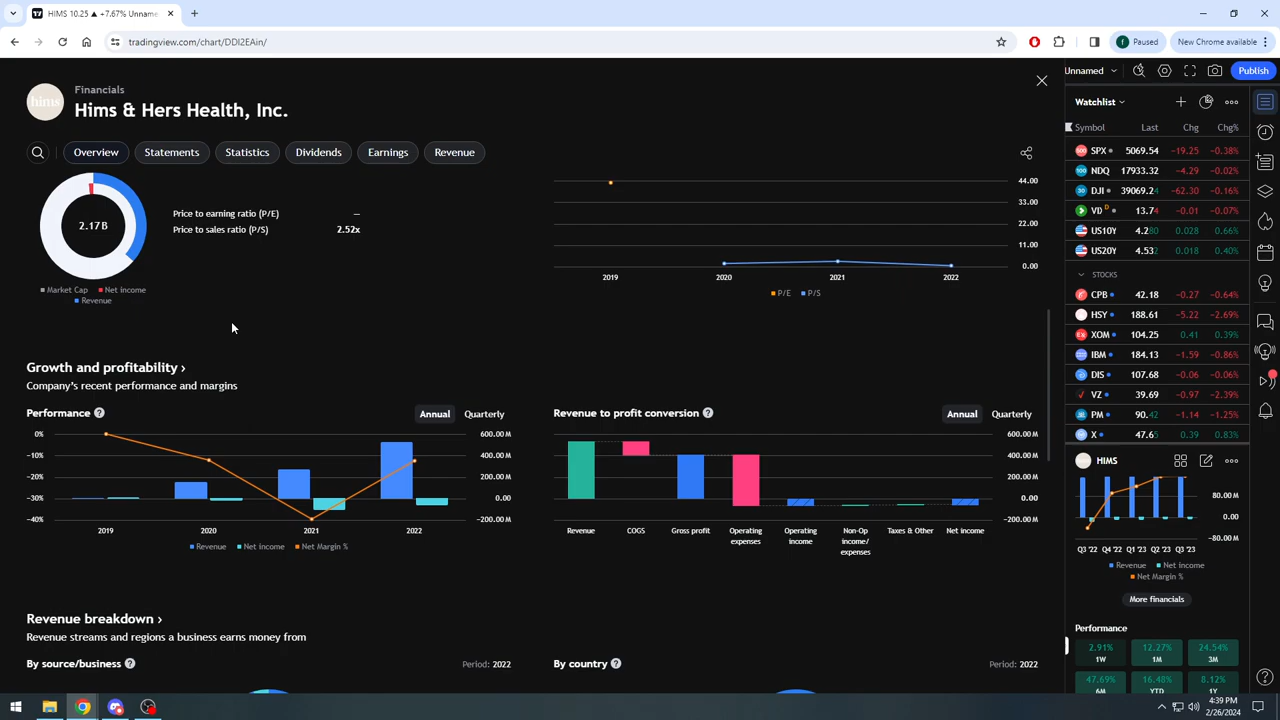 HIMS 10.25 ▲ +7.67% Unname
tradingview.com/chart/DDI2EAin/
f
Paused
New Chrome available
hims
Financials
Hims & Hers Health, Inc.
Overview
Statements
Statistics
Dividends
Earnings
Revenue
2.17B
Price to earning ratio (P/E)
—
Price to sales ratio (P/S)
2.52x
Market Cap
Net income
Revenue
44.00
33.00
22.00
11.00
0.00
2019
2020
2021
2022
P/E
P/S
Growth and profitability ›
Company's recent performance and margins
Performance
Annual
Quarterly
0%
−10%
−20%
−30%
−40%
600.00M
400.00M
200.00M
0.00
−200.00M
2019
2020
2021
2022
Revenue
Net income
Net Margin %
Revenue to profit conversion
Annual
Quarterly
600.00M
400.00M
200.00M
0.00
−200.00M
Revenue
COGS
Gross profit
Operating
expenses
Operating
income
Non-Op
income/
expenses
Taxes & Other
Net income
Revenue breakdown ›
Revenue streams and regions a business earns money from
By source/business
Period: 2022
By country
Period: 2022
Unnamed
Publish
Watchlist
Symbol
Last
Chg
Chg%
SPX
5069.54
−19.25
−0.38%
NDQ
17933.32
−4.29
−0.02%
DJI
39069.24
−62.30
−0.16%
VD
D
13.74
−0.01
−0.07%
US10Y
4.280
0.028
0.66%
US20Y
4.532
0.018
0.40%
STOCKS
CPB
42.18
−0.27
−0.64%
HSY
188.61
−5.22
−2.69%
XOM
104.25
0.41
0.39%
IBM
184.13
−1.59
−0.86%
DIS
107.68
−0.06
−0.06%
VZ
39.69
−0.97
−2.39%
PM
90.42
−1.14
−1.25%
X
47.65
0.39
0.83%
HIMS
80.00M
0.00
−80.00M
Q3 '22
Q4 '22
Q1 '23
Q2 '23
Q3 '23
Revenue
Net income
Net Margin %
More financials
Performance
2.91%
1W
12.27%
1M
24.54%
3M
47.69%
6M
16.48%
YTD
8.12%
1Y
4:39 PM
2/26/2024